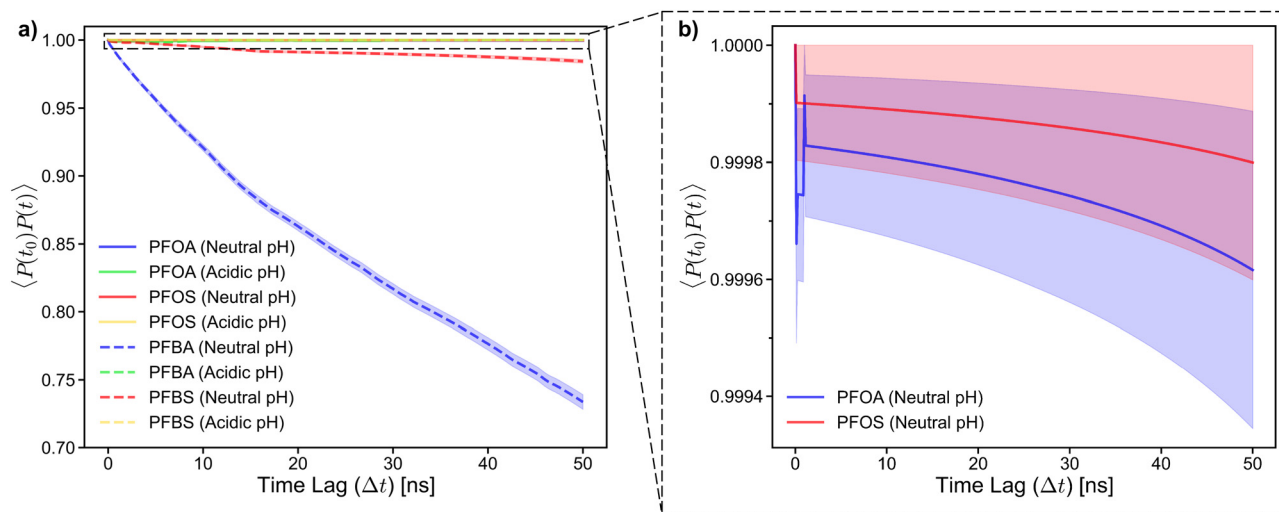 a)
⟨P(t₀)P(t)⟩
1.00
0.95
0.90
0.85
0.80
0.75
0.70
PFOA (Neutral pH)
PFOA (Acidic pH)
PFOS (Neutral pH)
PFOS (Acidic pH)
PFBA (Neutral pH)
PFBA (Acidic pH)
PFBS (Neutral pH)
PFBS (Acidic pH)
0 10 20 30 40 50
Time Lag (Δt) [ns]
b)
⟨P(t₀)P(t)⟩
1.0000
0.9998
0.9996
0.9994
PFOA (Neutral pH)
PFOS (Neutral pH)
0 10 20 30 40 50
Time Lag (Δt) [ns]